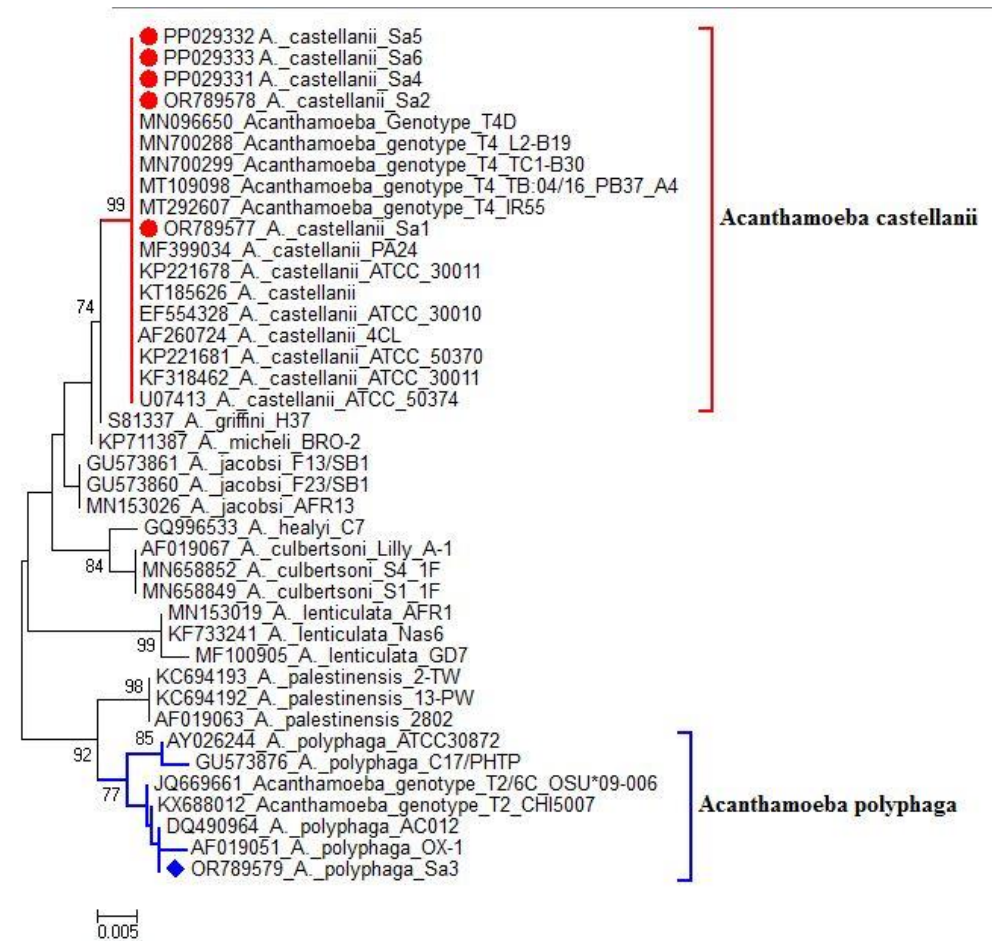 PP029332 A._castellanii_Sa5
PP029333 A._castellanii_Sa6
PP029331 A._castellanii_Sa4
OR789578_A._castellanii_Sa2
MN096650_Acanthamoeba_Genotype_T4D
MN700288_Acanthamoeba_genotype_T4_L2-B19
MN700299_Acanthamoeba_genotype_T4_TC1-B30
MT109098_Acanthamoeba_genotype_T4_TB:04/16_PB37_A4
99 MT292607_Acanthamoeba_genotype_T4_IR55
OR789577_A._castellanii_Sa1
Acanthamoeba castellanii
MF399034_A._castellanii_PA24
KP221678_A._castellanii_ATCC_30011
KT185626_A._castellanii
74
EF554328_A._castellanii_ATCC_30010
AF260724_A._castellanii_4CL
KP221681_A._castellanii_ATCC_50370
KF318462_A._castellanii_ATCC_30011
U07413_A._castellanii_ATCC_50374
S81337_A._griffini_H37
KP711387_A._micheli_BRO-2
GU573861_A._jacobsi_F13/SB1
GU573860_A._jacobsi_F23/SB1
MN153026_A._jacobsi_AFR13
GQ996533_A._healyi_C7
AF019067_A._culbertsoni_Lilly_A-1
84 MN658852_A._culbertsoni_S4_1F
MN658849_A._culbertsoni_S1_1F
MN153019_A._lenticulata_AFR1
KF733241_A._lenticulata_Nas6
99
MF100905_A._lenticulata_GD7
KC694193_A._palestinensis_2-TW
98
KC694192_A._palestinensis_13-PW
AF019063_A._palestinensis_2802
92
85 AY026244_A._polyphaga_ATCC30872
GU573876_A._polyphaga_C17/PHTP
JQ669661_Acanthamoeba_genotype_T2/6C_OSU*09-006
77
KX688012_Acanthamoeba_genotype_T2_CHI5007
Acanthamoeba polyphaga
DQ490964_A._polyphaga_AC012
AF019051_A._polyphaga_OX-1
OR789579_A._polyphaga_Sa3
0.005